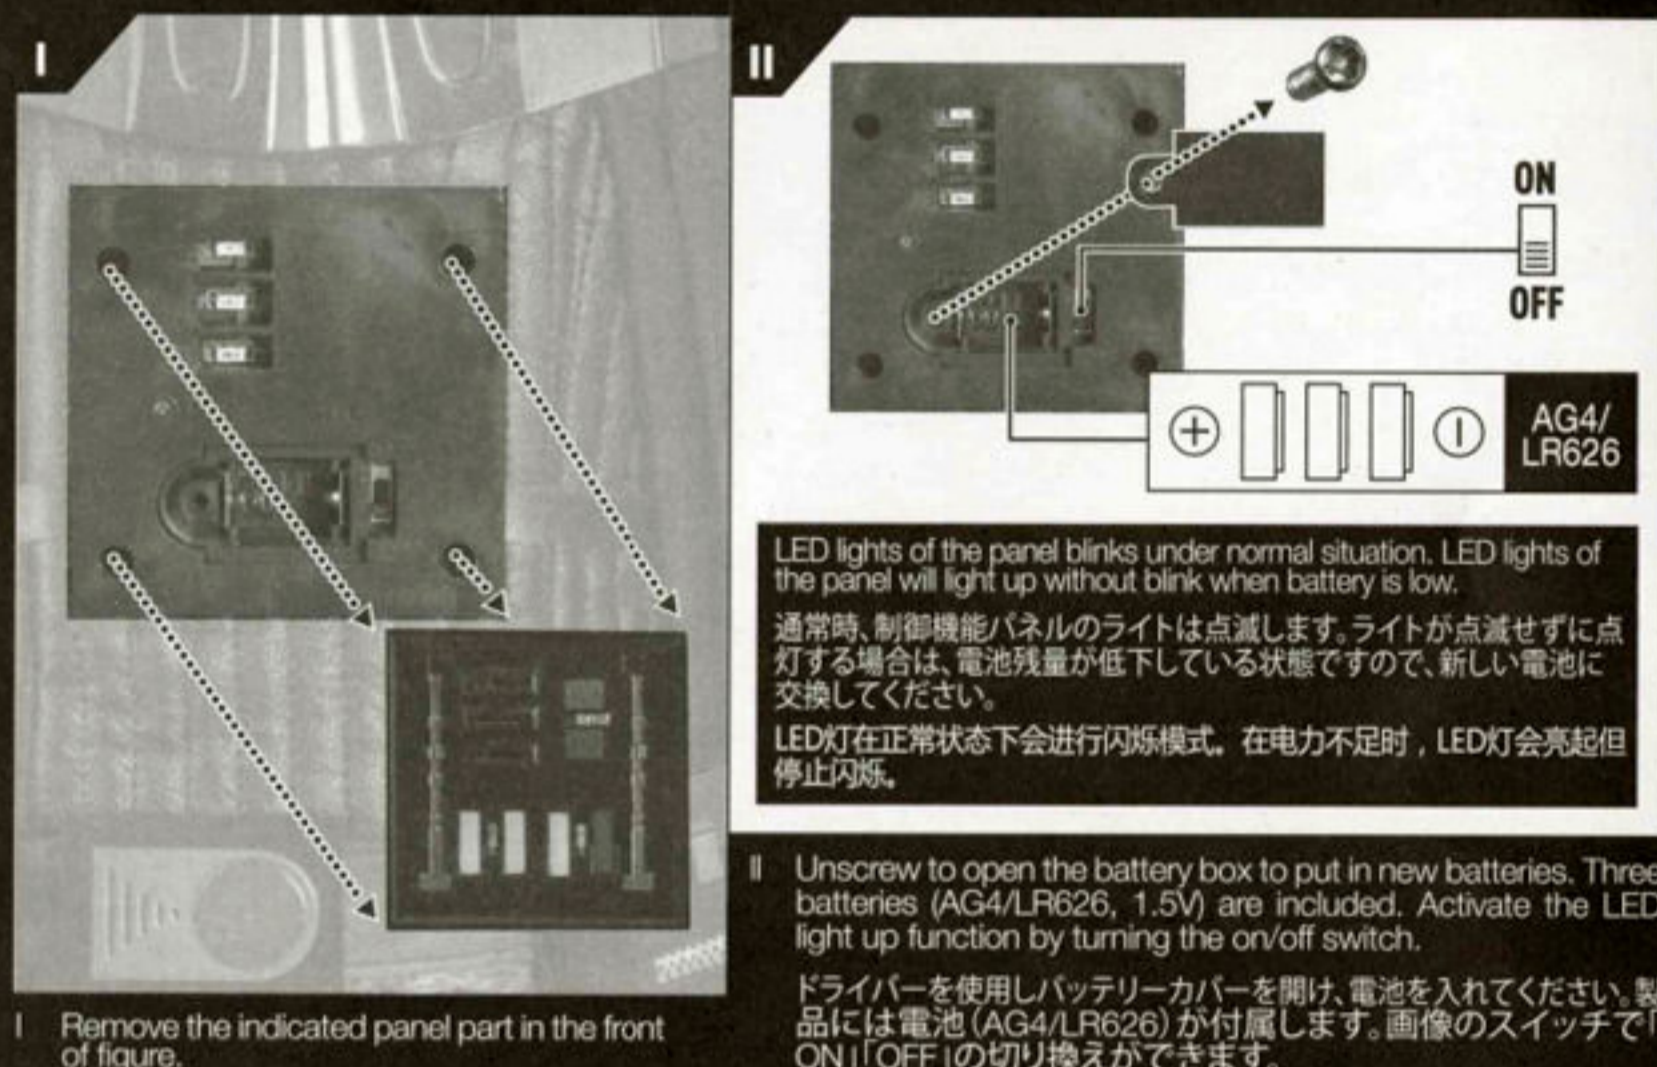 I
II
ON
OFF
AG4/
LR626
LED lights of the panel blinks under normal situation. LED lights of
the panel will light up without blink when battery is low.
通常時、制御機能パネルのライトは点滅します。ライトが点滅せずに点
灯する場合は、電池残量が低下している状態ですので、新しい電池に
交換してください。
LED灯在正常状态下会进行闪烁模式。在电力不足时，LED灯会亮起但
停止闪烁。
I Remove the indicated panel part in the front
of figure.
II Unscrew to open the battery box to put in new batteries. Three
batteries (AG4/LR626, 1.5V) are included. Activate the LED
light up function by turning the on/off switch.
ドライバーを使用しバッテリーカバーを開け、電池を入れてください。製
品には電池（AG4/LR626）が付属します。画像のスイッチで「
ON」「OFF」の切り換えができます。